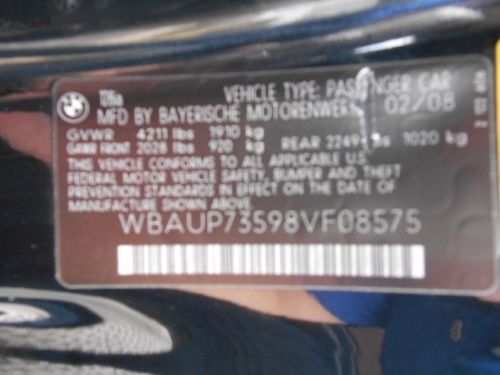 BMW
128i
VEHICLE TYPE: PASSENGER CAR
MFD BY BAYERISCHE MOTORENWERKE 02/08
GVWR 4211 lbs 1910 kg
GAWR FRONT 2028 lbs 920 kg REAR 2249 lbs 1020 kg
THIS VEHICLE CONFORMS TO ALL APPLICABLE U.S.
FEDERAL MOTOR VEHICLE SAFETY, BUMPER, AND
THEFT PREVENTION STANDARDS IN EFFECT ON THE
DATE OF MANUFACTURE SHOWN ABOVE.
WBAUP73598VF08575